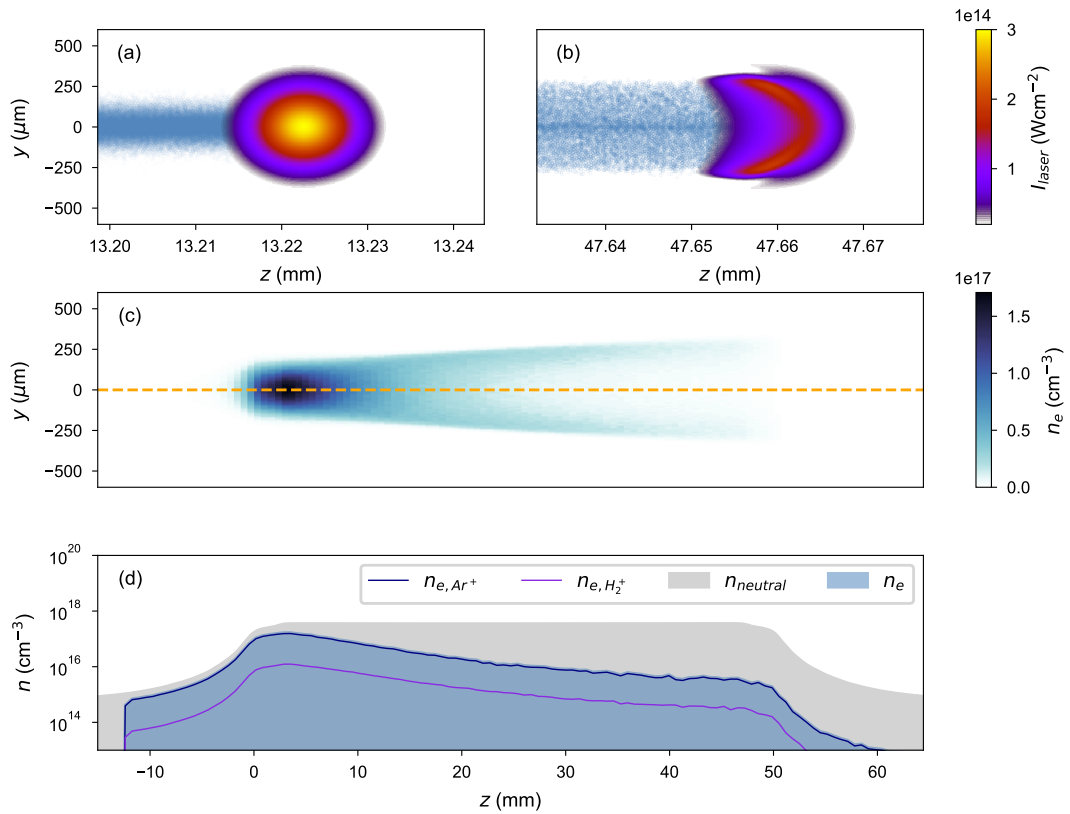 (a)
500
250
0
−250
−500
y (μm)
13.20 13.21 13.22 13.23 13.24
z (mm)
(b)
47.64 47.65 47.66 47.67
z (mm)
1e14
3
2
1
I_laser (Wcm⁻²)
(c)
500
250
0
−250
−500
y (μm)
1e17
1.5
1.0
0.5
0.0
n_e (cm⁻³)
(d)
10²⁰
10¹⁸
10¹⁶
10¹⁴
n (cm⁻³)
n_{e, Ar⁺} n_{e, H₂⁺} n_neutral n_e
−10 0 10 20 30 40 50 60
z (mm)